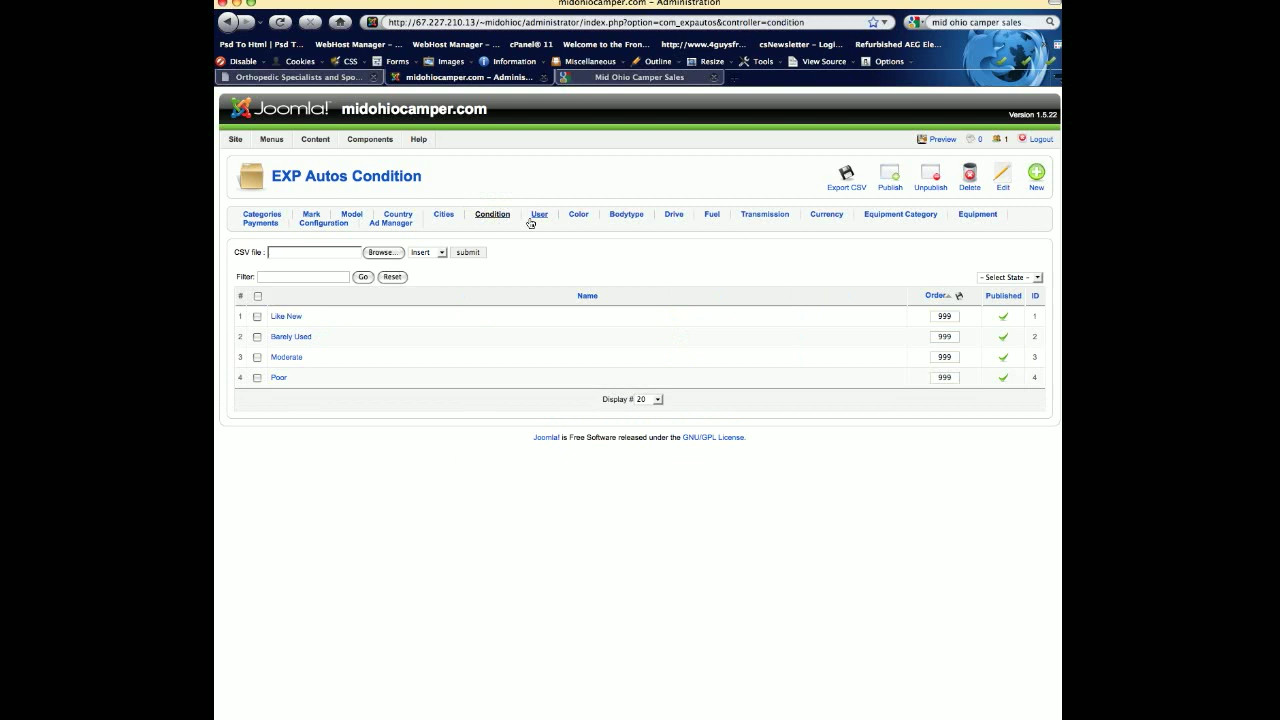 midohiocamper.com - Administration
http://67.227.210.13/~midohioc/administrator/index.php?option=com_expautos&controller=condition mid ohio camper sales
Psd To Html | Psd T... WebHost Manager – ... WebHost Manager – ... cPanel® 11 Welcome to the Fron... http://www.4guysfr... csNewsletter – Logi... Refurbished AEG Ele...
Disable Cookies CSS Forms Images Information Miscellaneous Outline Resize Tools View Source Options
Orthopedic Specialists and Spo... midohiocamper.com – Adminis... Mid Ohio Camper Sales
Joomla! midohiocamper.com
Version 1.5.22
Site Menus Content Components Help Preview 0 1 Logout
EXP Autos Condition
Export CSV Publish Unpublish Delete Edit New
Categories Mark Model Country Cities Condition User Color Bodytype Drive Fuel Transmission Currency Equipment Category Equipment
Payments Configuration Ad Manager
CSV file : Browse... Insert submit
Filter: Go Reset - Select State -
# Name Order Published ID
1 Like New 999 1
2 Barely Used 999 2
3 Moderate 999 3
4 Poor 999 4
Display # 20
Joomla! is Free Software released under the GNU/GPL License.